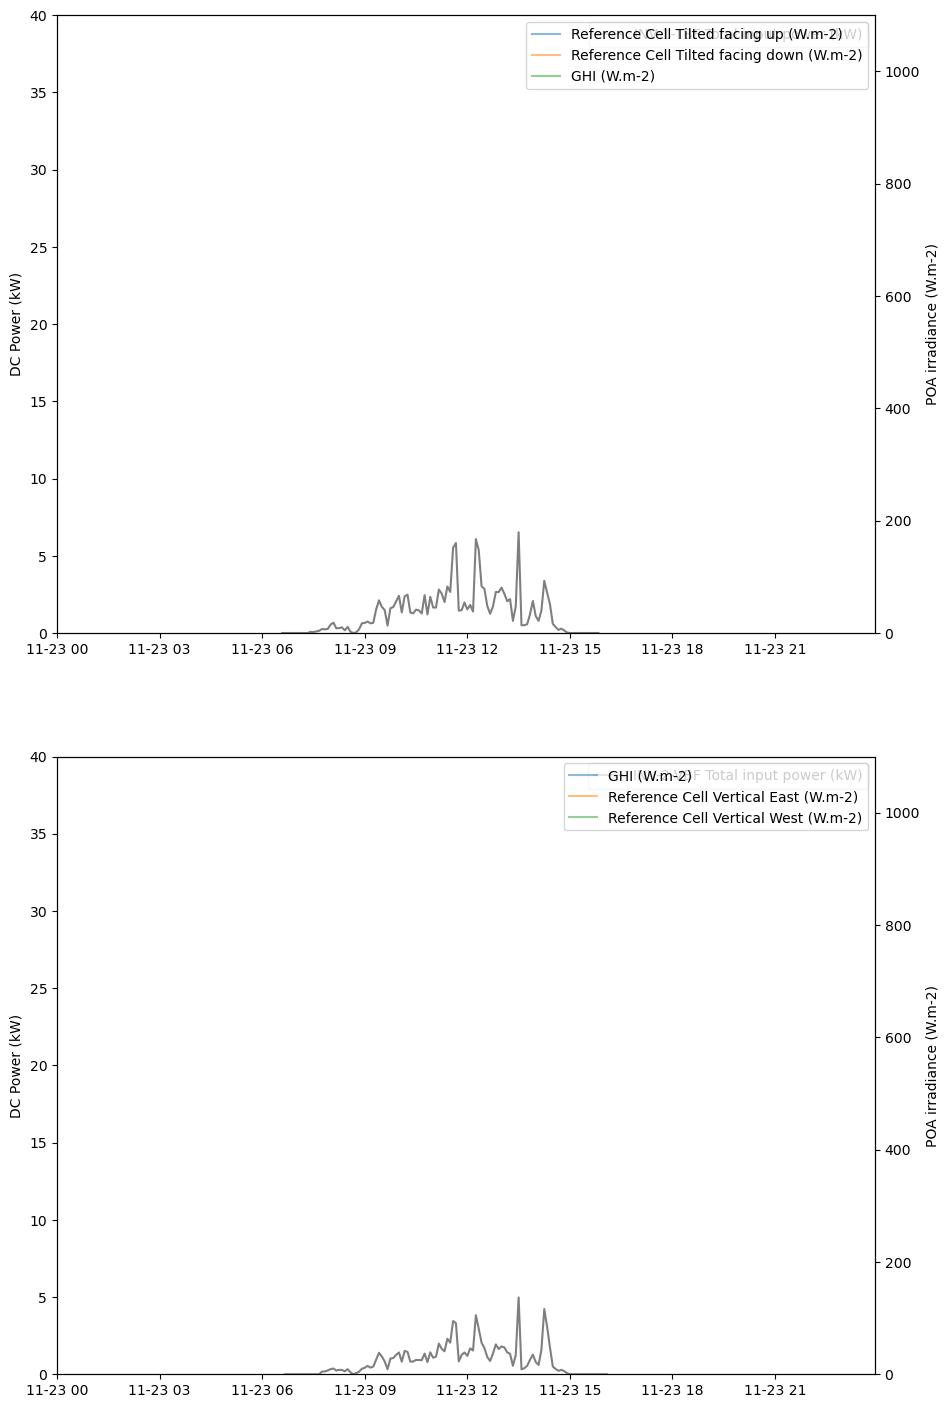 40
35
30
25
20
15
10
5
0
DC Power (kW)
Reference Cell Tilted facing up (W.m-2)
Reference Cell Tilted facing down (W.m-2)
GHI (W.m-2)
1000
800
600
400
200
0
POA irradiance (W.m-2)
11-23 00 11-23 03 11-23 06 11-23 09 11-23 12 11-23 15 11-23 18 11-23 21
40
35
30
25
20
15
10
5
0
DC Power (kW)
GHI (W.m-2) Total input power (kW)
Reference Cell Vertical East (W.m-2)
Reference Cell Vertical West (W.m-2)
1000
800
600
400
200
0
POA irradiance (W.m-2)
11-23 00 11-23 03 11-23 06 11-23 09 11-23 12 11-23 15 11-23 18 11-23 21